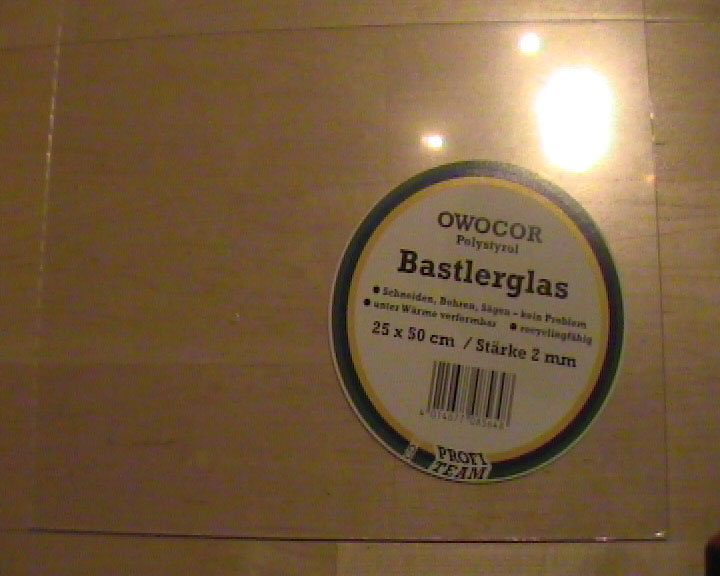 OWOCOR
Polystyrol
Bastlerglas
● Schneiden, Bohren, Sägen – kein Problem
● unter Wärme verformbar ● recyclingfähig
25 x 50 cm / Stärke 2 mm
PROFI
TEAM